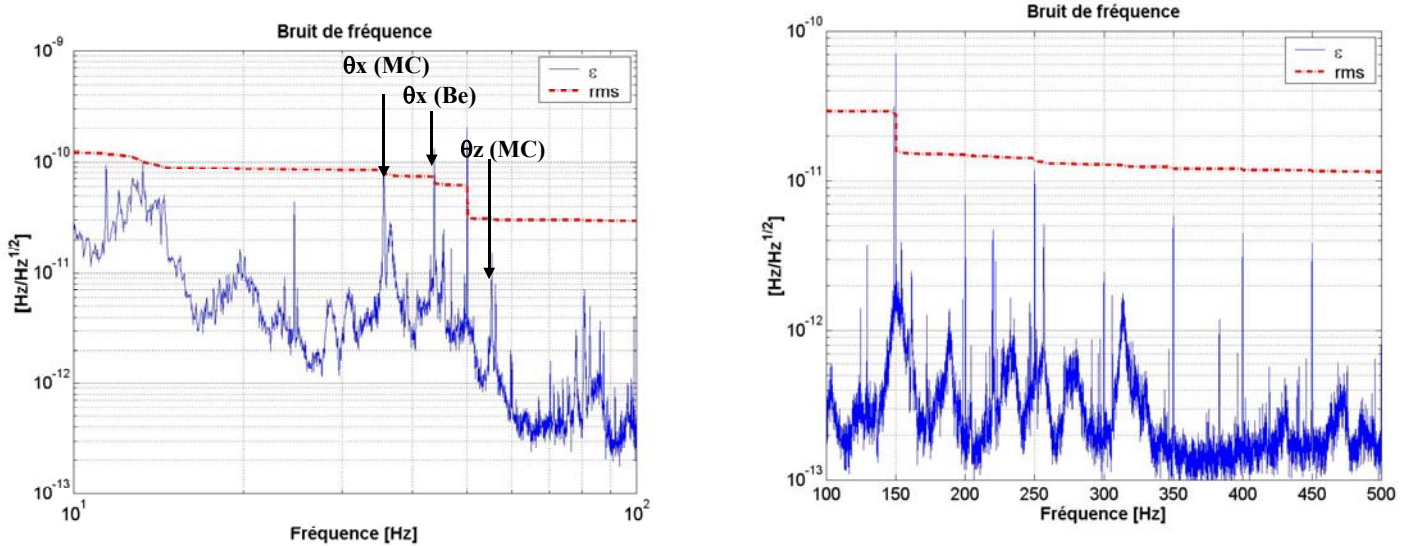 Bruit de fréquence
10⁻⁹
10⁻¹⁰
10⁻¹¹
10⁻¹²
10⁻¹³
[Hz/Hz^1/2]
ε
rms
θx (MC)
θx (Be)
θz (MC)
10¹
10²
Fréquence [Hz]
Bruit de fréquence
10⁻¹⁰
10⁻¹¹
10⁻¹²
10⁻¹³
[Hz/Hz^1/2]
ε
rms
100 150 200 250 300 350 400 450 500
Fréquence [Hz]